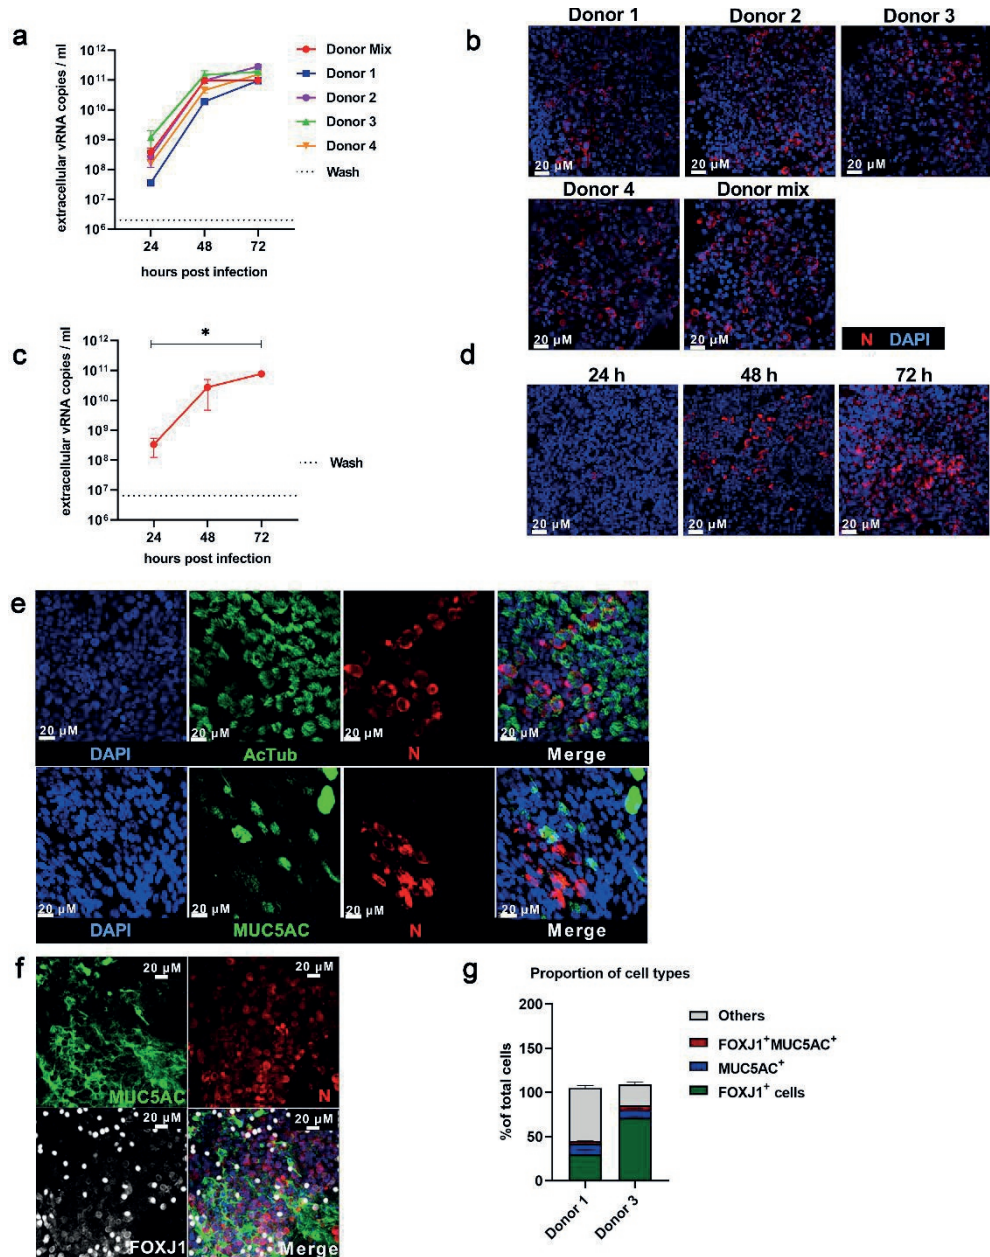 a
extracellular vRNA copies / ml
10¹²
10¹¹
10¹⁰
10⁹
10⁸
10⁷
10⁶
24 48 72
hours post infection
Donor Mix
Donor 1
Donor 2
Donor 3
Donor 4
Wash
b
Donor 1 Donor 2 Donor 3
20 µM 20 µM 20 µM
Donor 4 Donor mix
20 µM 20 µM
N DAPI
c
extracellular vRNA copies / ml
10¹²
10¹¹
10¹⁰
10⁹
10⁸
10⁷
10⁶
*
24 48 72
hours post infection
Wash
d
24 h 48 h 72 h
20 µM 20 µM 20 µM
e
20 µM 20 µM 20 µM 20 µM
DAPI AcTub N Merge
20 µM 20 µM 20 µM 20 µM
DAPI MUC5AC N Merge
f
20 µM 20 µM
MUC5AC N
20 µM 20 µM
FOXJ1 Merge
g
Proportion of cell types
%of total cells
200
150
100
50
0
Donor 1 Donor 3
Others
FOXJ1⁺MUC5AC⁺
MUC5AC⁺
FOXJ1⁺ cells